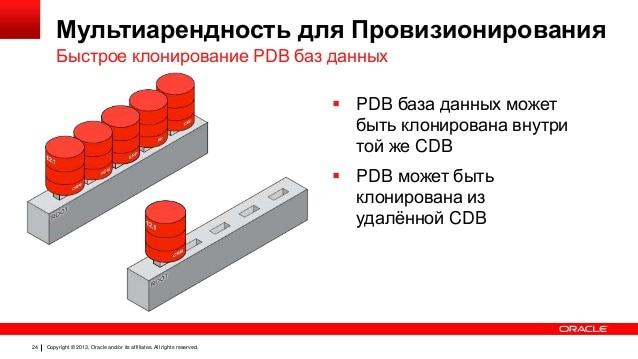 Мультиарендность для Провизионирования
Быстрое клонирование PDB баз данных
PDB база данных может
быть клонирована внутри
той же CDB
PDB может быть
клонирована из
удалённой CDB
12.1
ROOT
12.1
CRM
ROOT
ORACLE
24
Copyright © 2013, Oracle and/or its affiliates. All rights reserved.